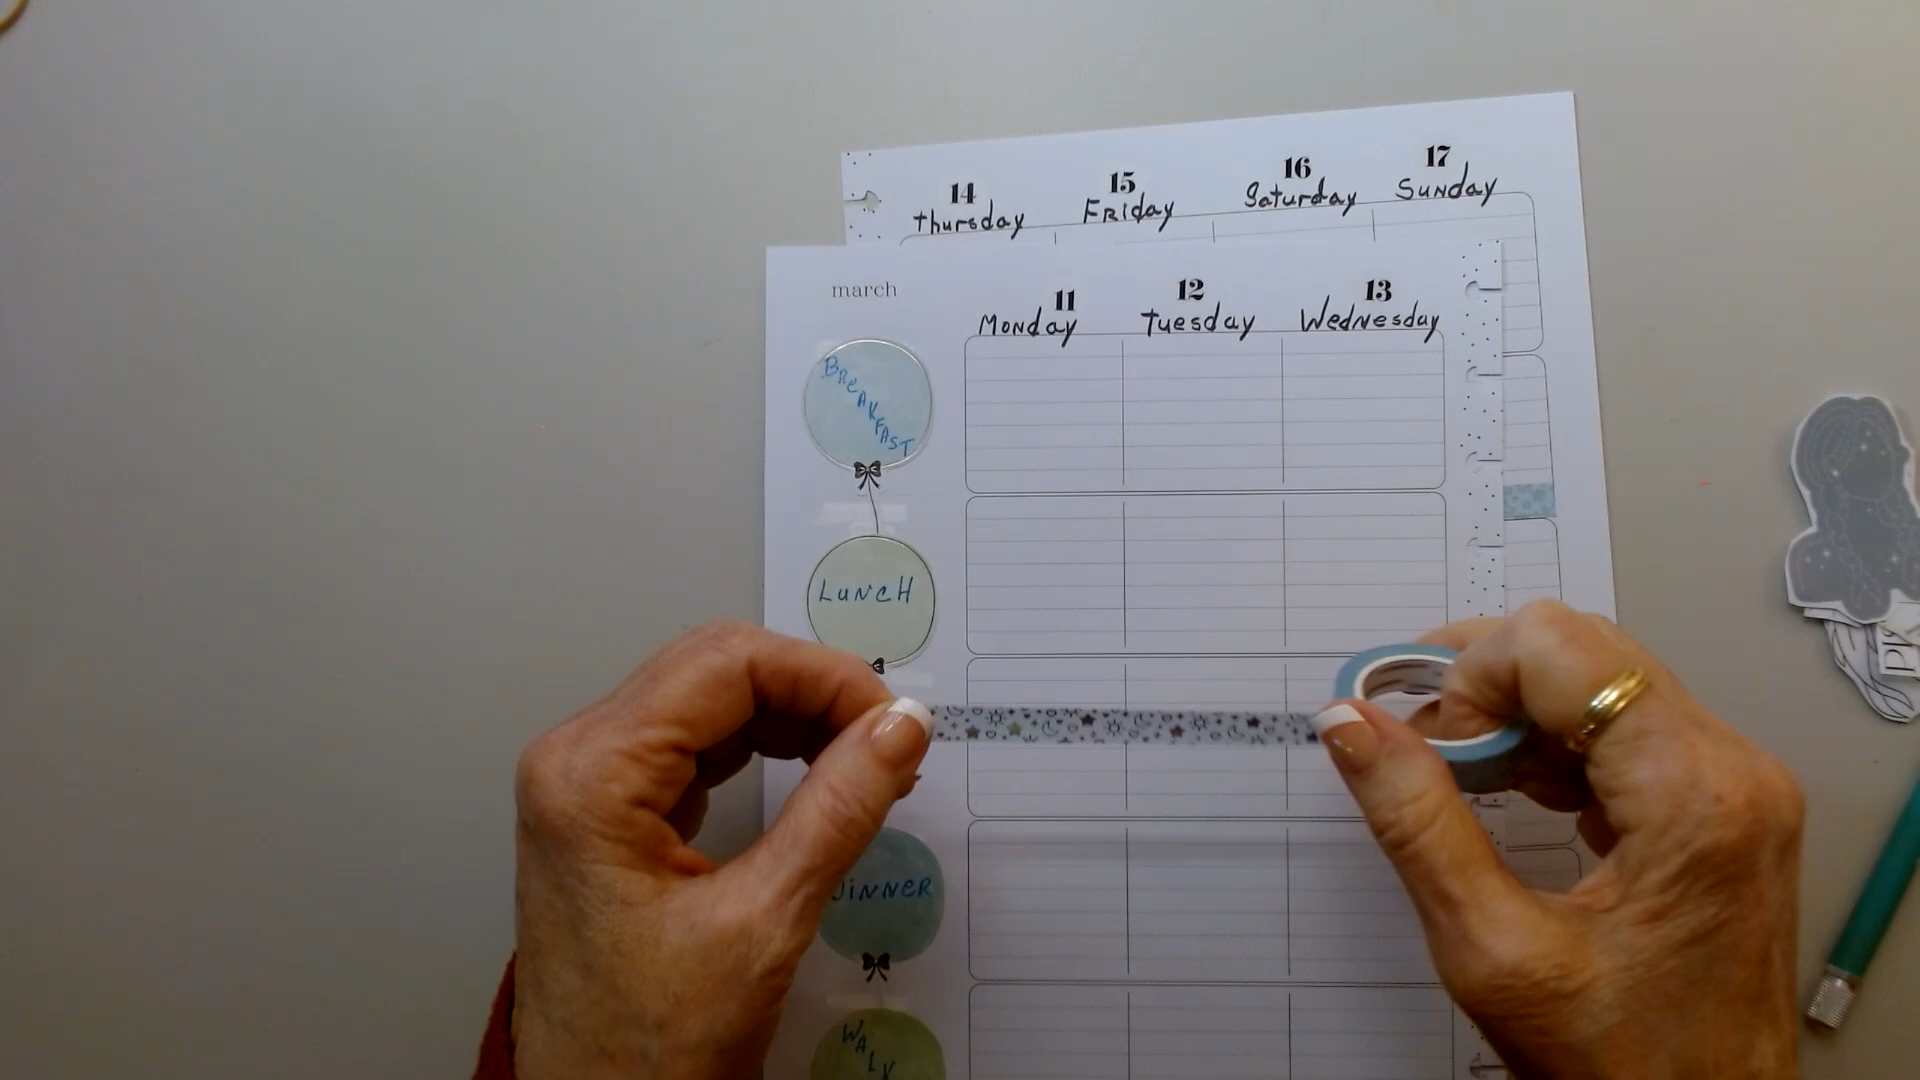 14 15 16 17
Thursday Friday Saturday Sunday
march
11 12 13
Monday Tuesday Wednesday
BReAKFAST
LUNCH
DiNNeR
WALK